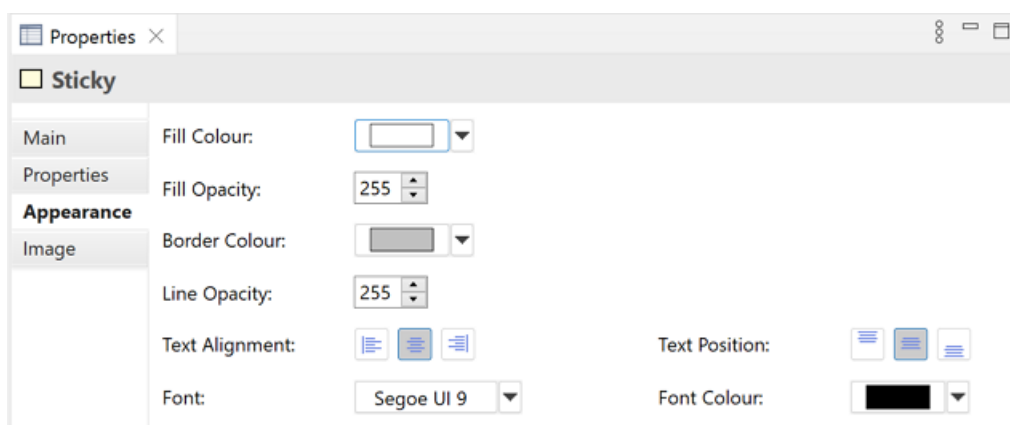 Properties
Sticky
Main
Properties
Appearance
Image
Fill Colour:
Fill Opacity: 255
Border Colour:
Line Opacity: 255
Text Alignment: Text Position:
Font: Segoe UI 9 Font Colour: